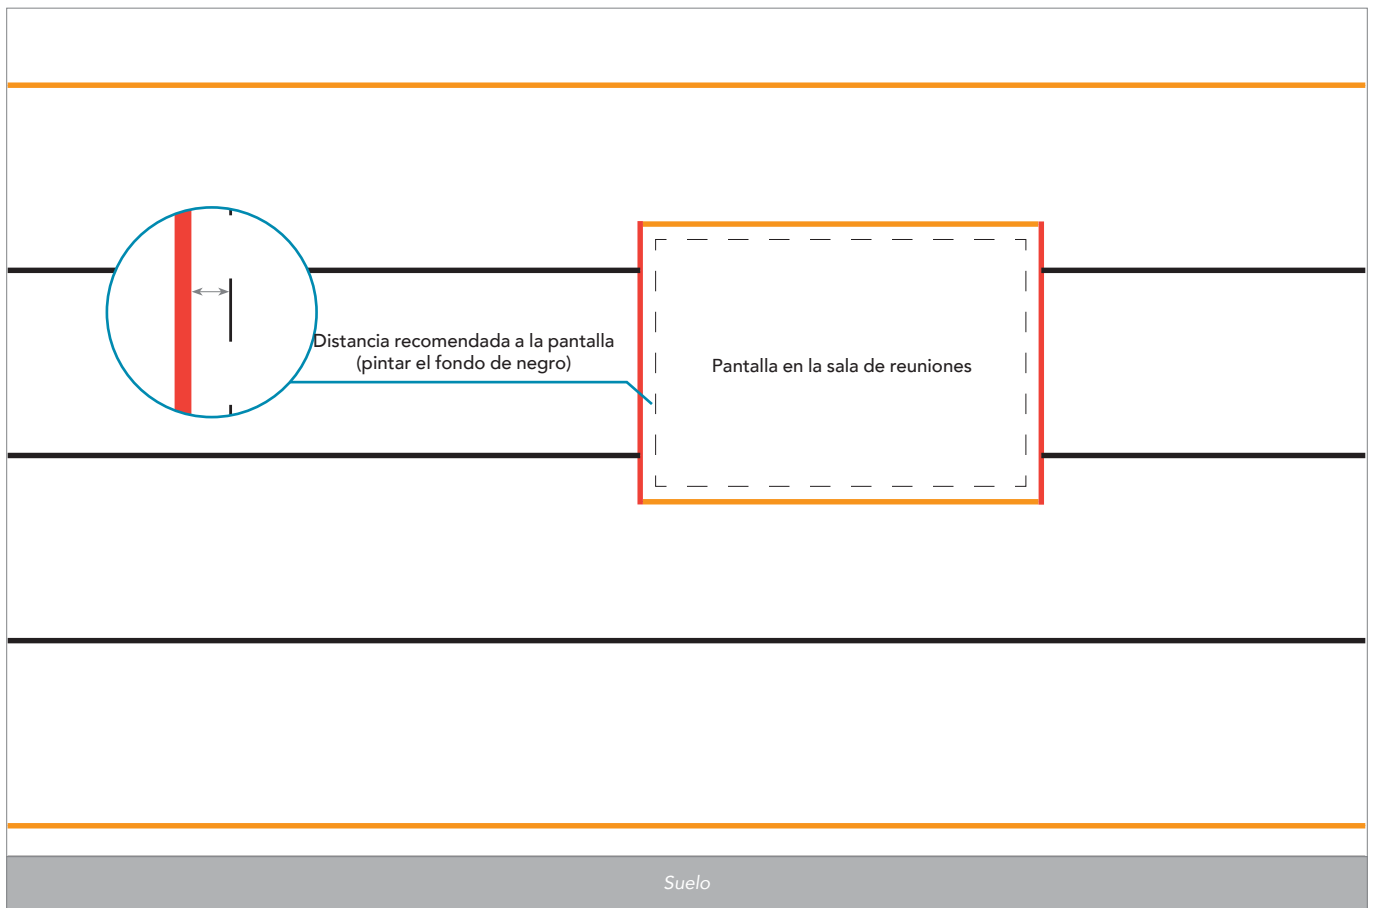 Distancia recomendada a la pantalla
(pintar el fondo de negro)
Pantalla en la sala de reuniones
Suelo